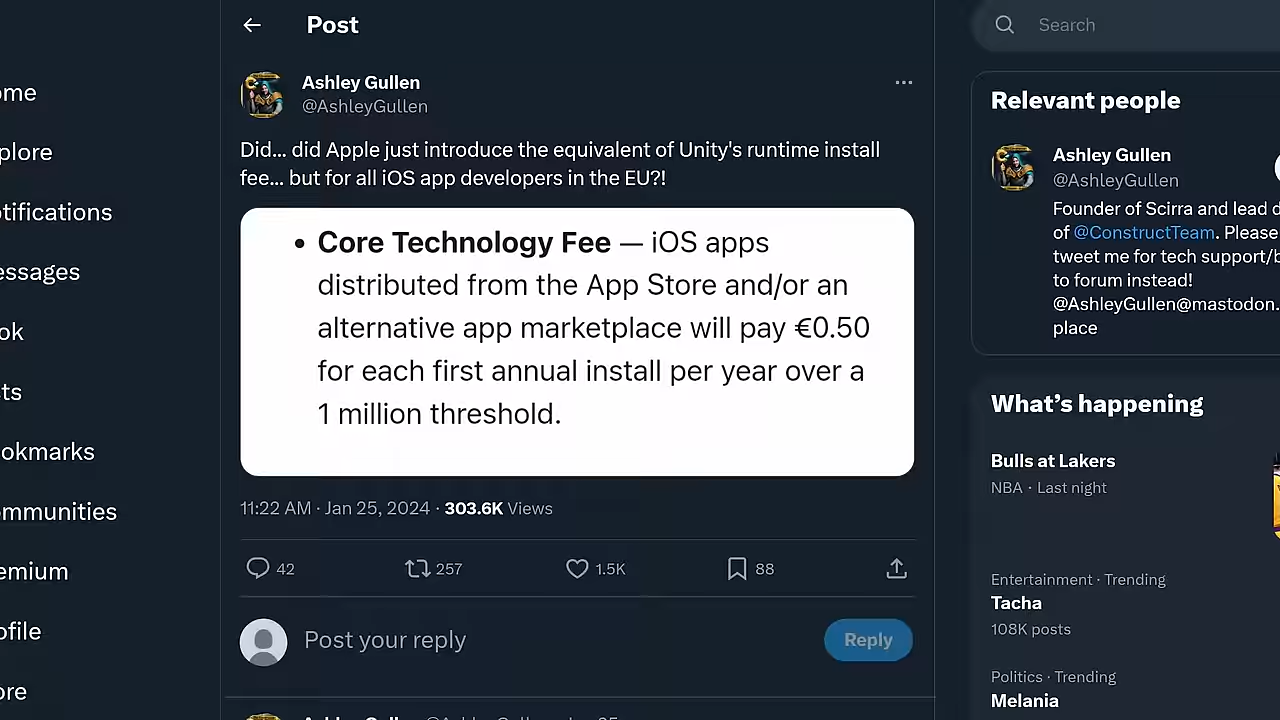 Post
Search
ome
plore
otifications
essages
ok
ts
okmarks
ommunities
emium
ofile
ore
Ashley Gullen
@AshleyGullen
Did... did Apple just introduce the equivalent of Unity's runtime install
fee... but for all iOS app developers in the EU?!
• Core Technology Fee — iOS apps
distributed from the App Store and/or an
alternative app marketplace will pay €0.50
for each first annual install per year over a
1 million threshold.
11:22 AM · Jan 25, 2024 · 303.6K Views
42 257 1.5K 88
Post your reply
Reply
Relevant people
Ashley Gullen
@AshleyGullen
Founder of Scirra and lead d
of @ConstructTeam. Please
tweet me for tech support/b
to forum instead!
@AshleyGullen@mastodon.
place
What's happening
Bulls at Lakers
NBA · Last night
Entertainment · Trending
Tacha
108K posts
Politics · Trending
Melania